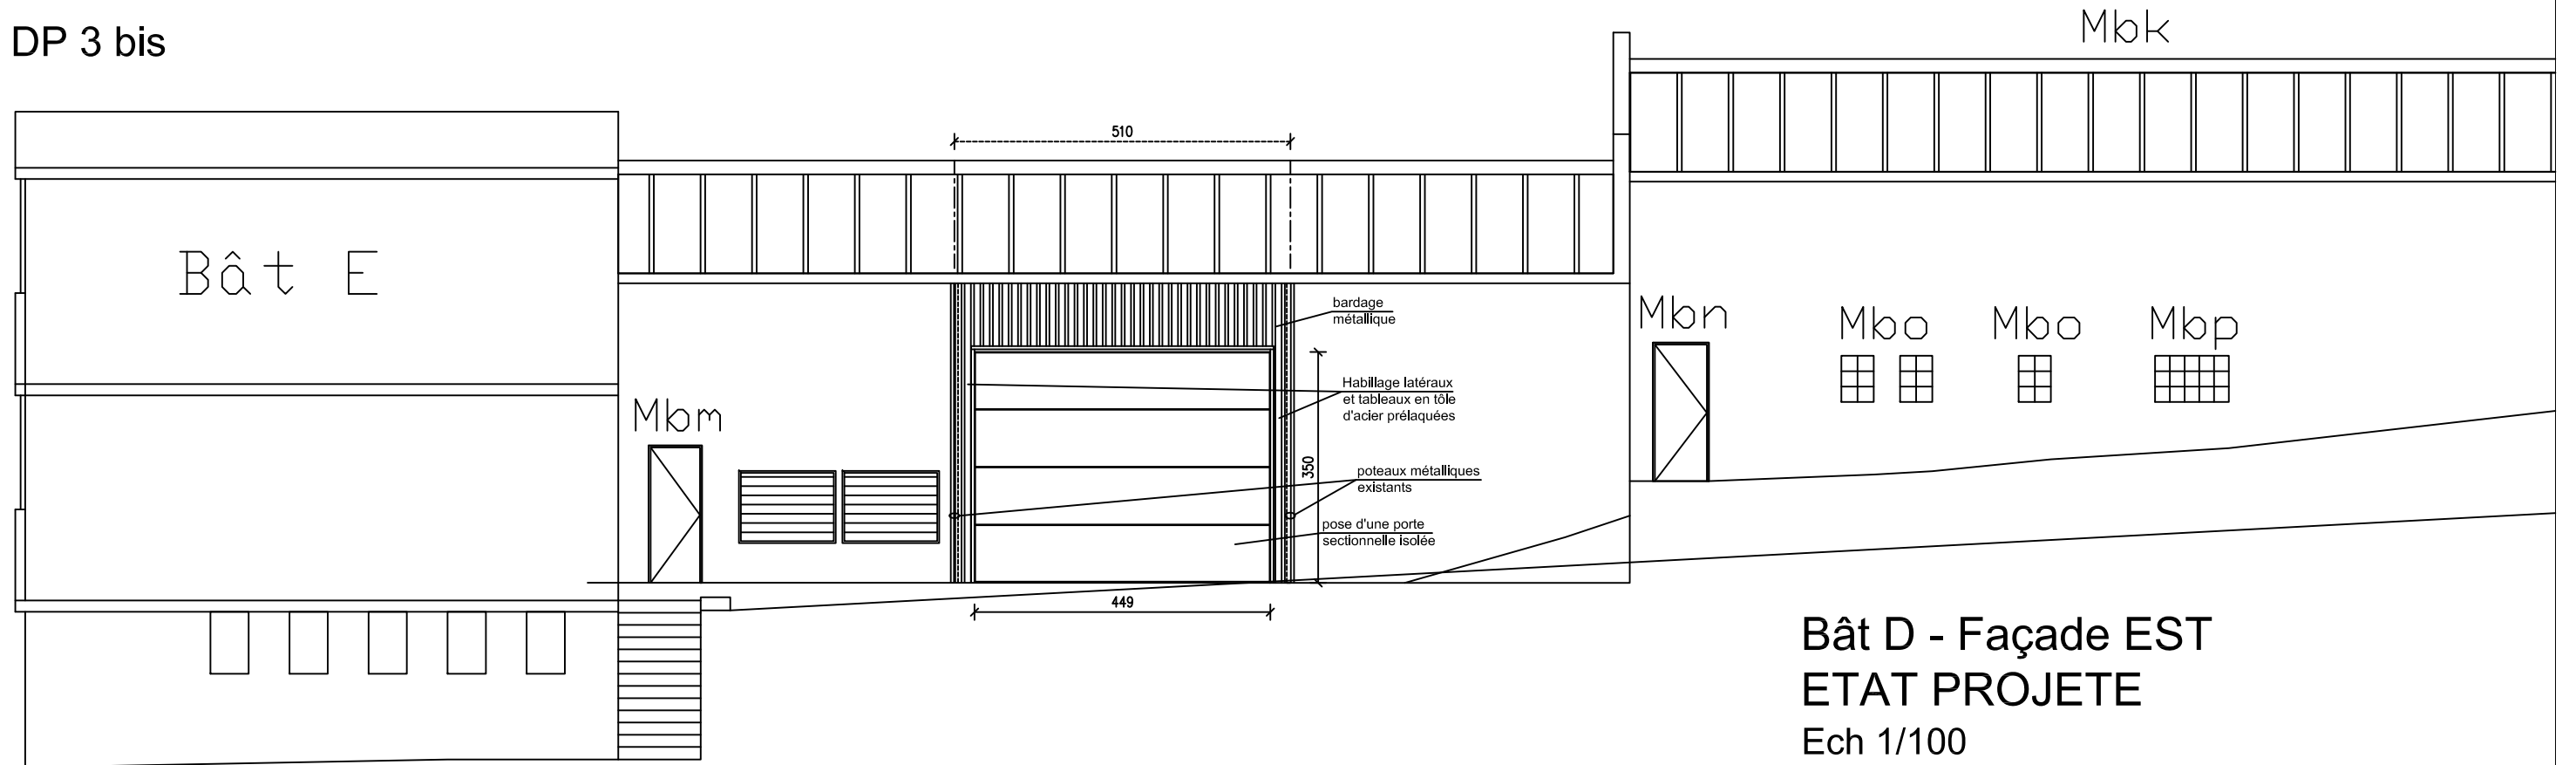 DP 3 bis
Mbk
510
Bât E
bardage
métallique
Mbn
Mbo
Mbo
Mbp
Habillage latéraux
et tableaux en tôle
d'acier prélaquées
Mbm
350
poteaux métalliques
existants
pose d'une porte
sectionnelle isolée
449
Bât D - Façade EST
ETAT PROJETE
Ech 1/100